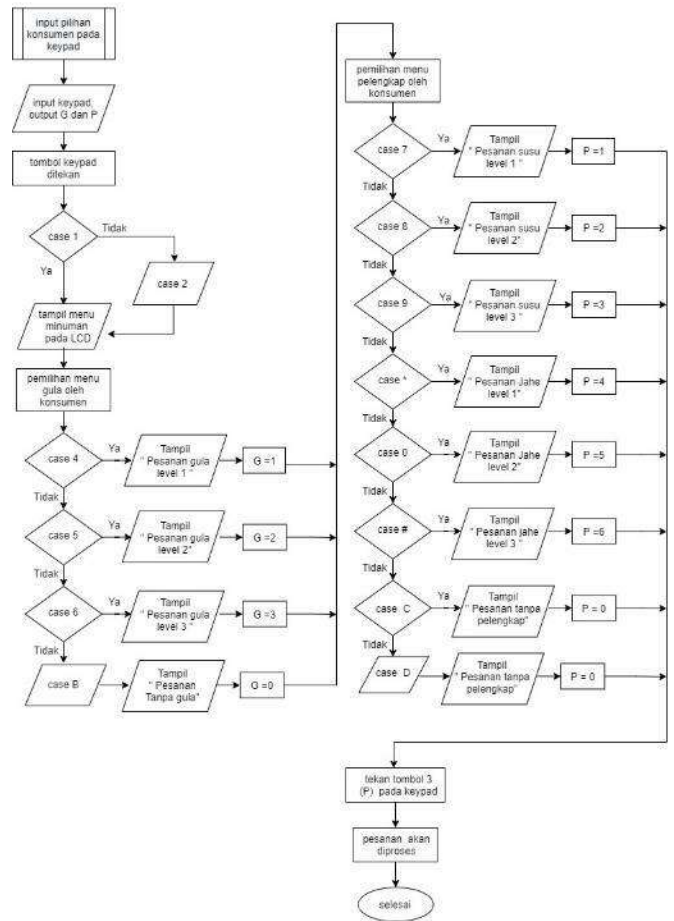 input pilihan
konsumen pada
keypad
input keypad,
output G dan P
tombol keypad
ditekan
case 1
Tidak
Ya
case 2
tampil menu
minuman
pada LCD
pemilihan menu
gula oleh
konsumen
case 4
Ya
Tampil
" Pesanan gula
level 1 "
G =1
Tidak
case 5
Ya
Tampil
" Pesanan gula
level 2"
G =2
Tidak
case 6
Ya
Tampil
" Pesanan gula
level 3 "
G =3
Tidak
case B
Tampil
" Pesanan
Tanpa gula"
G =0
pemilihan menu
pelengkap oleh
konsumen
case 7
Ya
Tampil
" Pesanan susu
level 1 "
P =1
Tidak
case 8
Ya
Tampil
" Pesanan susu
level 2"
P =2
Tidak
case 9
Ya
Tampil
" Pesanan susu
level 3 "
P =3
Tidak
case *
Ya
Tampil
" Pesanan Jahe
level 1"
P =4
Tidak
case 0
Ya
Tampil
" Pesanan Jahe
level 2"
P =5
Tidak
case #
Ya
Tampil
" Pesanan jahe
level 3 "
P =6
Tidak
case C
Ya
Tampil
" Pesanan tanpa
pelengkap"
P = 0
Tidak
case D
Tampil
" Pesanan tanpa
pelengkap"
P = 0
tekan tombol 3
(P) pada keypad
pesanan akan
diproses
selesai